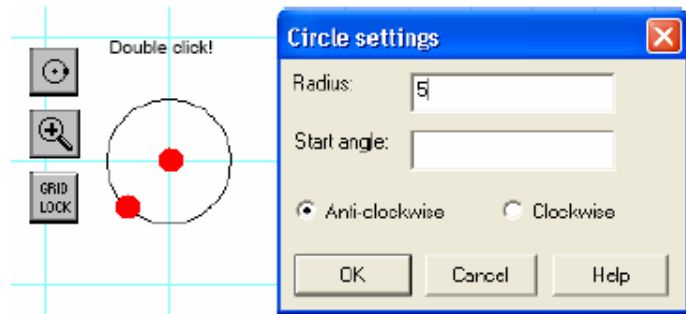 Double click!
GRID
LOCK
Circle settings
Radius:
5
Start angle:
Anti-clockwise
Clockwise
OK
Cancel
Help